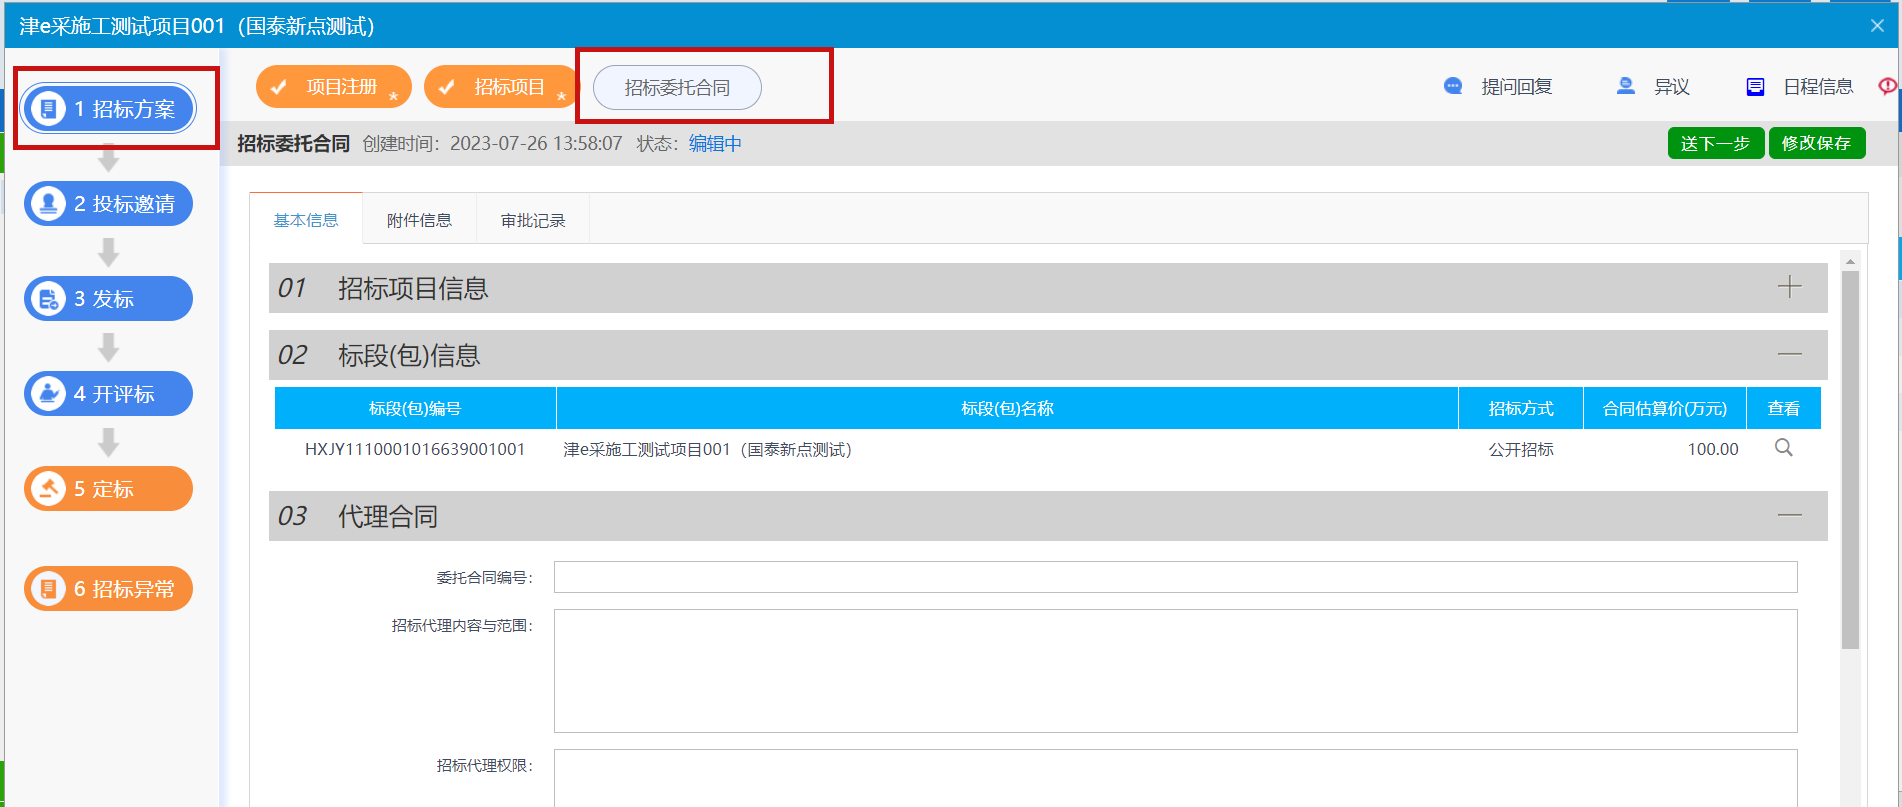 津e采施工测试项目001（国泰新点测试）
1 招标方案
2 投标邀请
3 发标
4 开评标
5 定标
6 招标异常
项目注册 * 招标项目 * 招标委托合同 提问回复 异议 日程信息
招标委托合同 创建时间：2023-07-26 13:58:07 状态：编辑中 送下一步 修改保存
基本信息 附件信息 审批记录
01 招标项目信息
02 标段(包)信息
标段(包)编号 标段(包)名称 招标方式 合同估算价(万元) 查看
HXJY1110001016639001001 津e采施工测试项目001（国泰新点测试） 公开招标 100.00
03 代理合同
委托合同编号：
招标代理内容与范围：
招标代理权限：